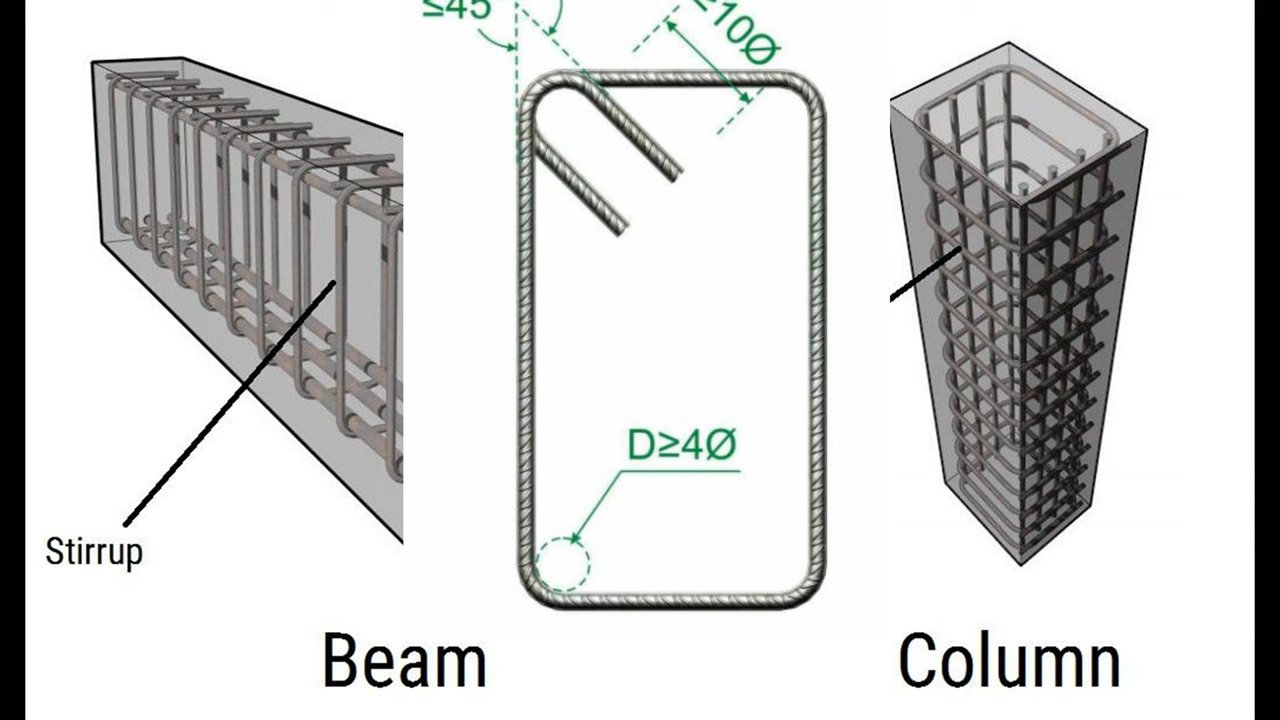 ≤45°
≥10Ø
D≥4Ø
Stirrup
Beam
Column